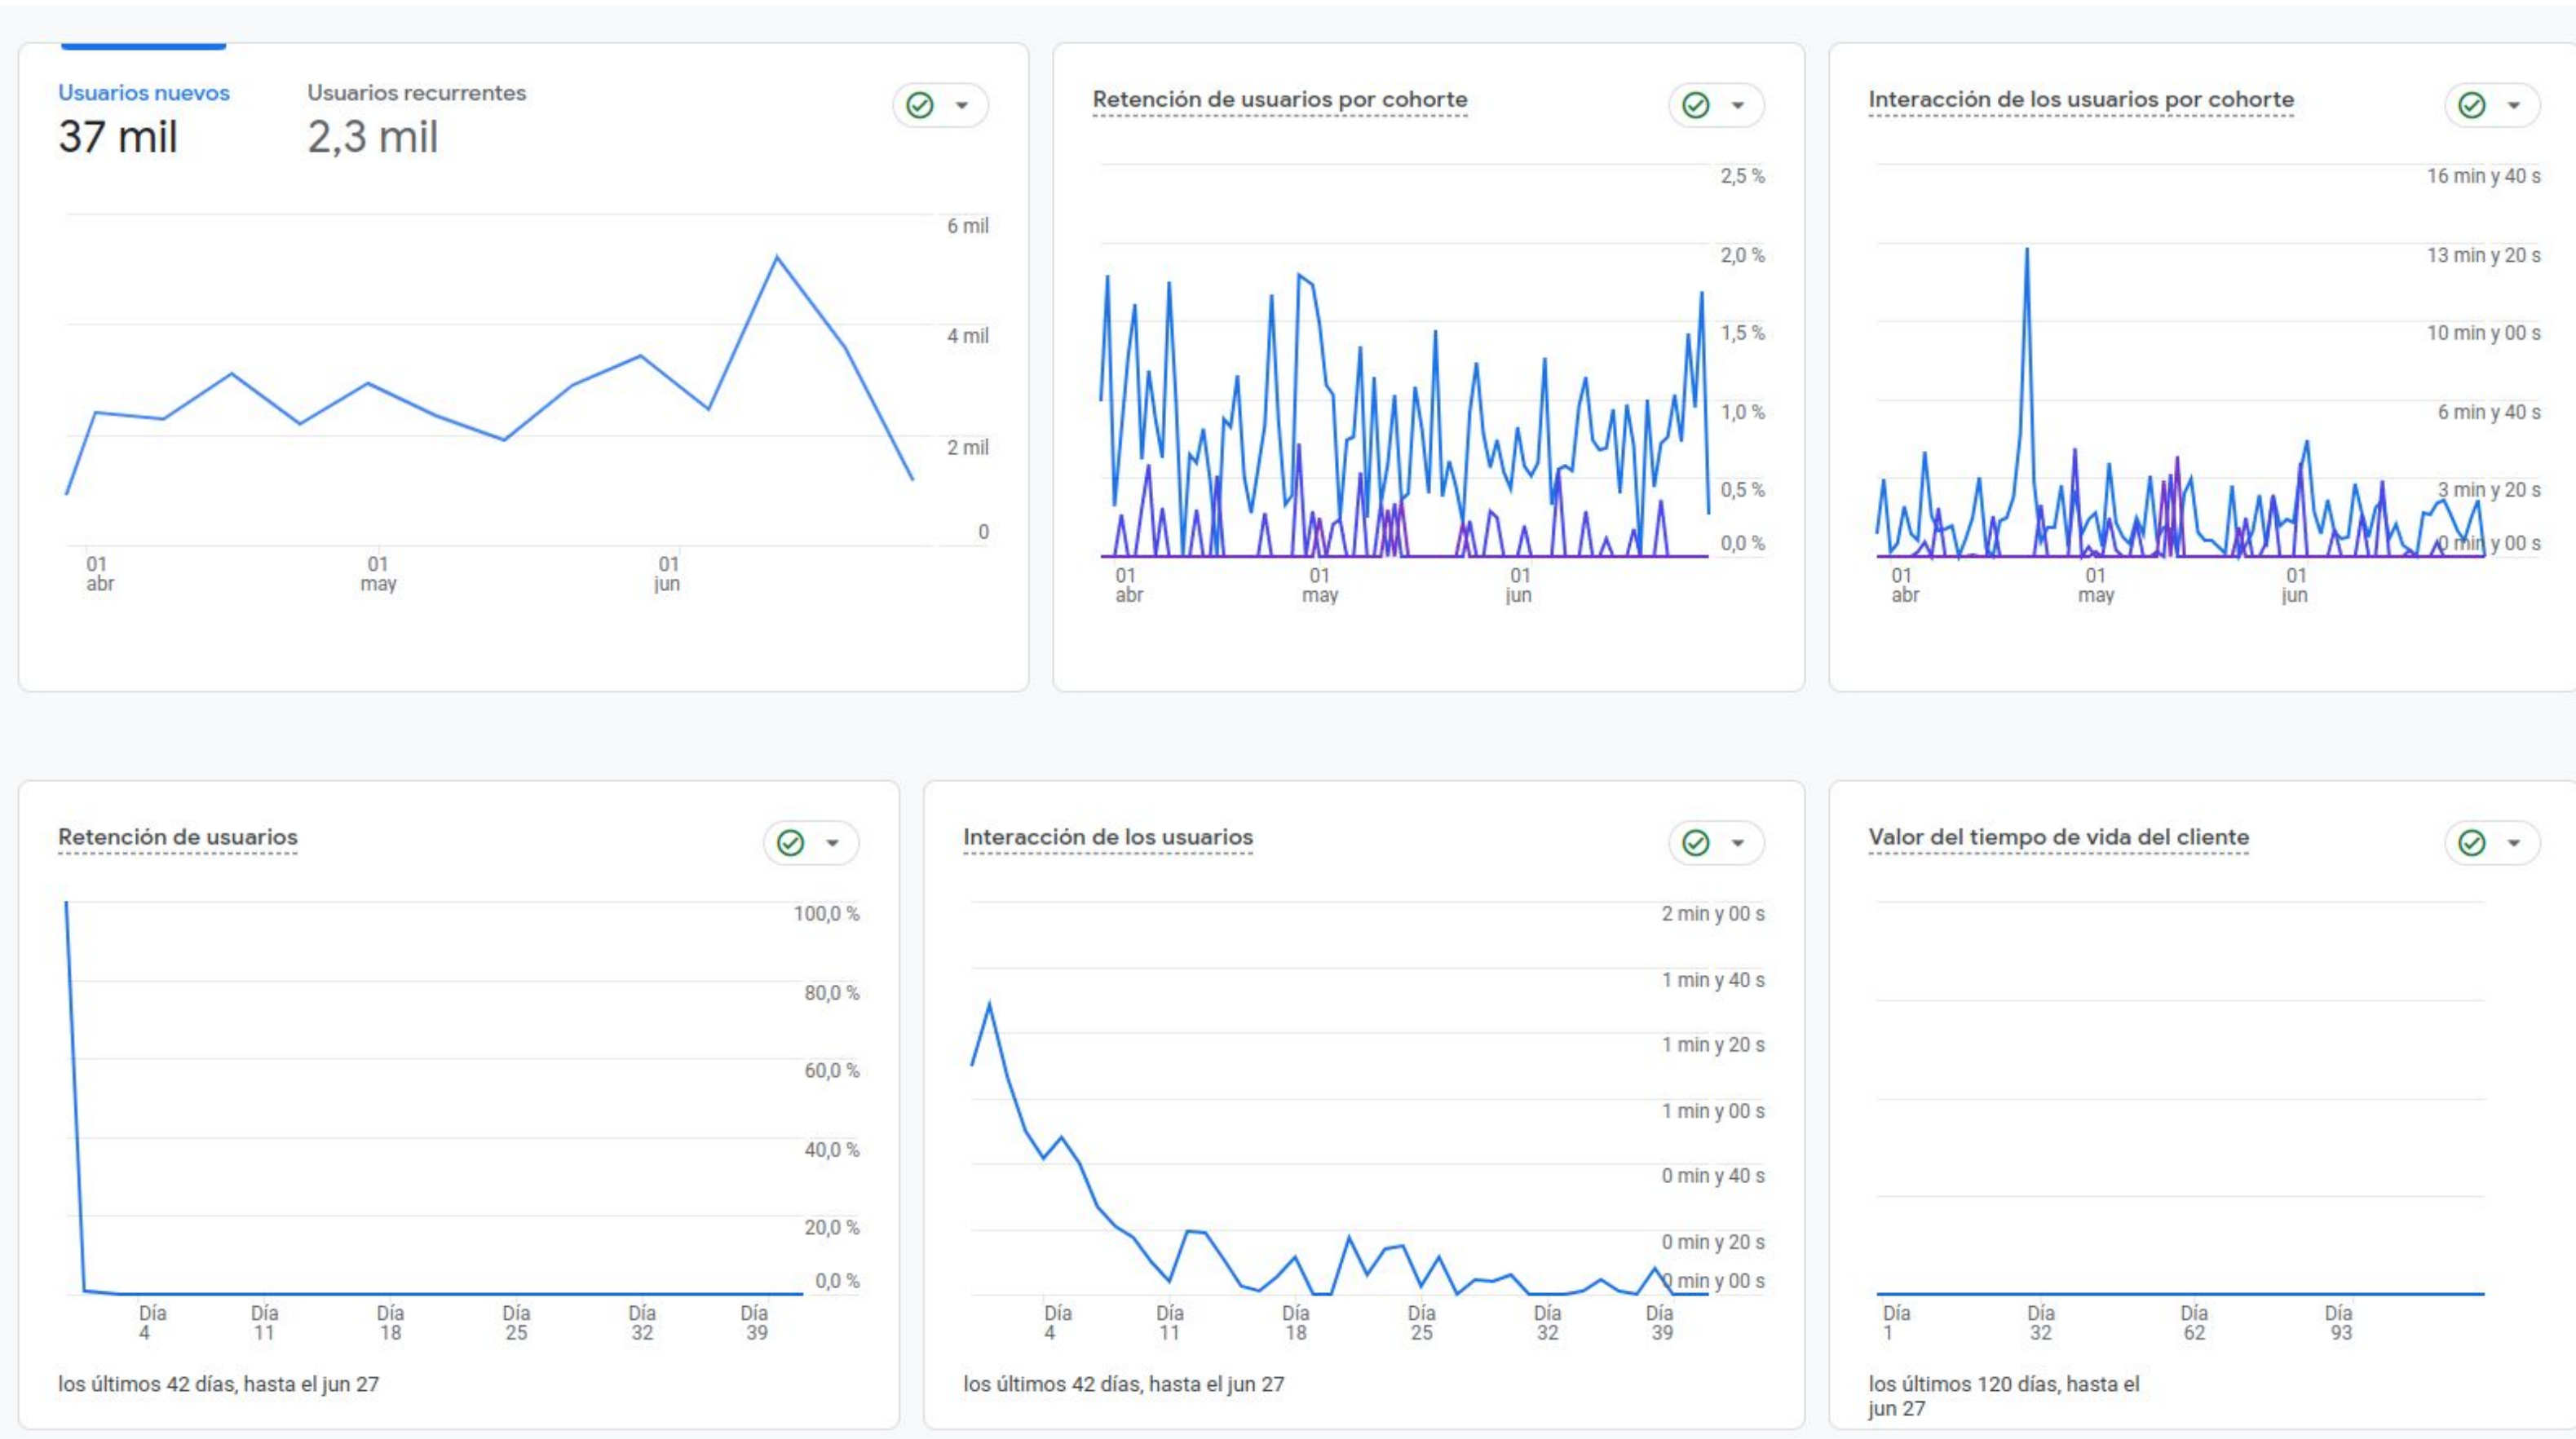 Usuarios nuevos
37 mil
Usuarios recurrentes
2,3 mil
6 mil
4 mil
2 mil
0
01
abr
01
may
01
jun
Retención de usuarios por cohorte
2,5 %
2,0 %
1,5 %
1,0 %
0,5 %
0,0 %
01
abr
01
may
01
jun
Interacción de los usuarios por cohorte
16 min y 40 s
13 min y 20 s
10 min y 00 s
6 min y 40 s
3 min y 20 s
0 min y 00 s
01
abr
01
may
01
jun
Retención de usuarios
100,0 %
80,0 %
60,0 %
40,0 %
20,0 %
0,0 %
Día
4
Día
11
Día
18
Día
25
Día
32
Día
39
los últimos 42 días, hasta el jun 27
Interacción de los usuarios
2 min y 00 s
1 min y 40 s
1 min y 20 s
1 min y 00 s
0 min y 40 s
0 min y 20 s
0 min y 00 s
Día
4
Día
11
Día
18
Día
25
Día
32
Día
39
los últimos 42 días, hasta el jun 27
Valor del tiempo de vida del cliente
Día
1
Día
32
Día
62
Día
93
los últimos 120 días, hasta el
jun 27